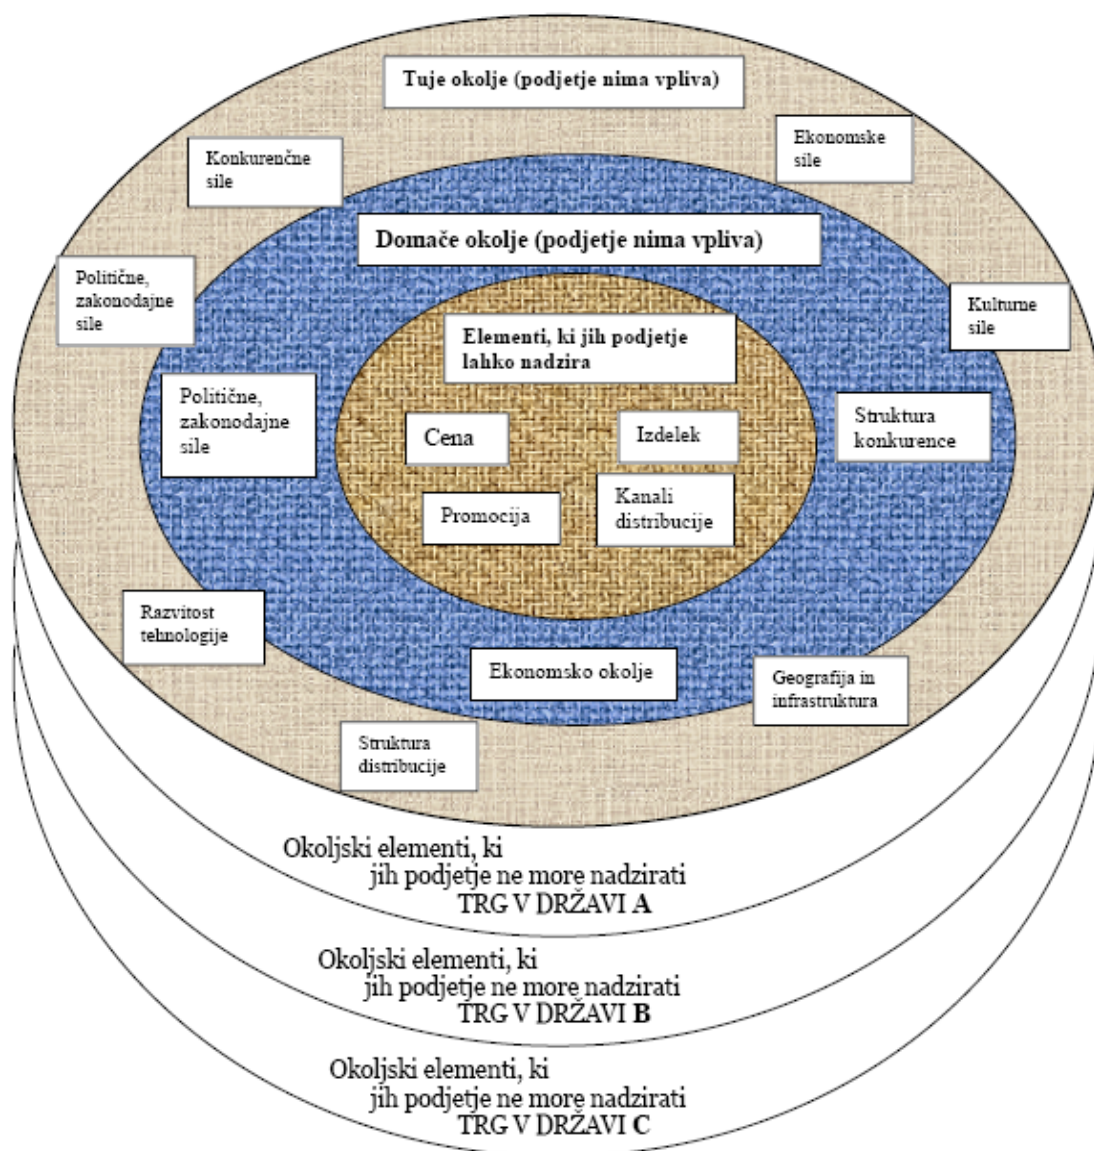 Tuje okolje (podjetje nima vpliva)
Ekonomske
sile
Konkurenčne
sile
Domače okolje (podjetje nima vpliva)
Politične,
zakonodajne
sile
Kulturne
sile
Elementi, ki jih podjetje
lahko nadzira
Politične,
zakonodajne
sile
Struktura
konkurence
Cena
Izdelek
Promocija
Kanali
distribucije
Razvitost
tehnologije
Ekonomsko okolje
Geografija in
infrastruktura
Struktura
distribucije
Okoljski elementi, ki
jih podjetje ne more nadzirati
TRG V DRŽAVI A
Okoljski elementi, ki
jih podjetje ne more nadzirati
TRG V DRŽAVI B
Okoljski elementi, ki
jih podjetje ne more nadzirati
TRG V DRŽAVI C